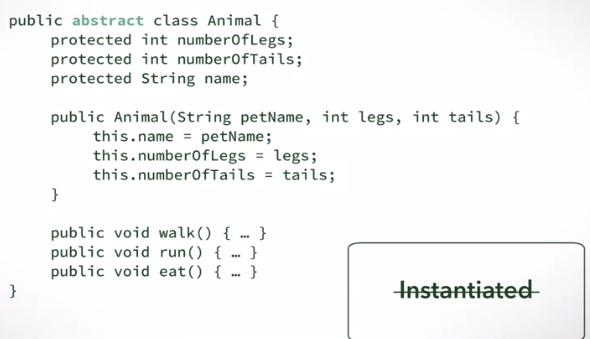 public abstract class Animal {
protected int numberOfLegs;
protected int numberOfTails;
protected String name;
public Animal(String petName, int legs, int tails) {
this.name = petName;
this.numberOfLegs = legs;
this.numberOfTails = tails;
}
public void walk() { … }
public void run() { … }
public void eat() { … }
}
Instantiated